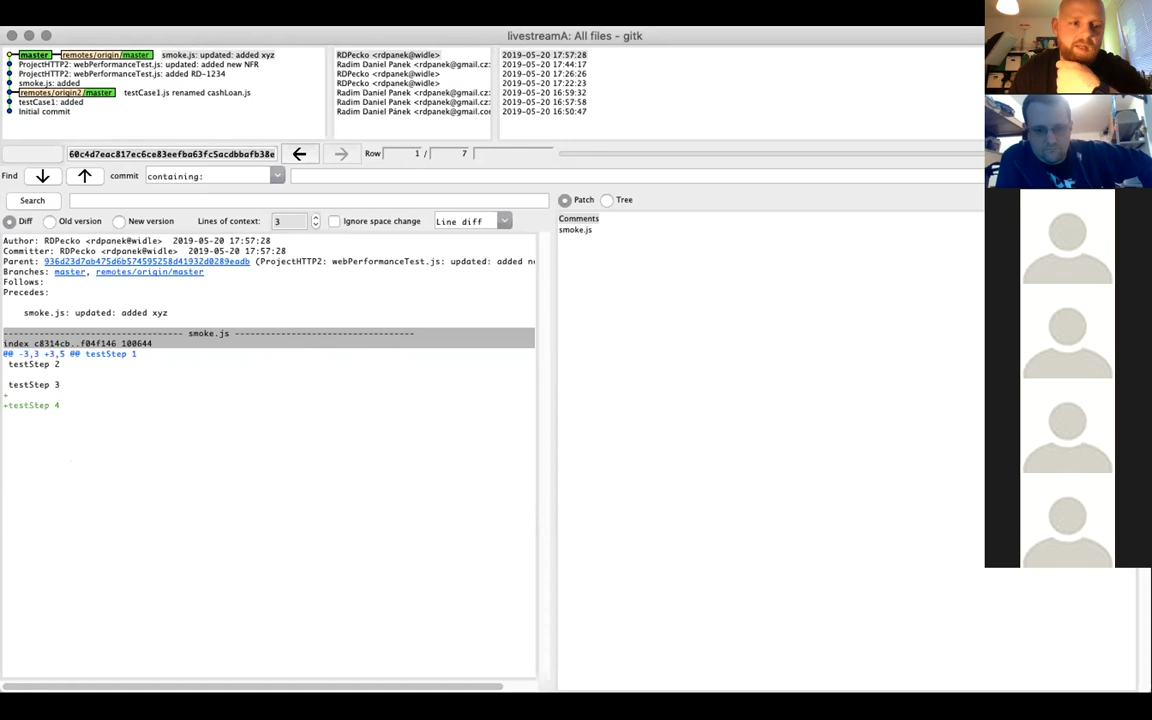 livestreamA: All files - gitk
master remotes/origin/master smoke.js: updated: added xyz RDPecko <rdpanek@widle> 2019-05-20 17:57:28
ProjectHTTP2: webPerformanceTest.js: updated: added new NFR Radim Daniel Panek <rdpanek@gmail.cz: 2019-05-20 17:44:17
ProjectHTTP2: webPerformanceTest.js: added RD-1234 RDPecko <rdpanek@widle> 2019-05-20 17:26:26
smoke.js: added RDPecko <rdpanek@widle> 2019-05-20 17:22:23
remotes/origin2/master testCase1.js renamed cashLoan.js Radim Daniel Panek <rdpanek@gmail.cz: 2019-05-20 16:59:32
testCase1: added Radim Daniel Panek <rdpanek@gmail.cz: 2019-05-20 16:57:58
Initial commit Radim Daniel Pánek <rdpanek@gmail.co 2019-05-20 16:50:47
60c4d7eac817ec6ce83eefba63fc5acdbbafb38e Row 1 / 7
Find commit containing:
Search Patch Tree
Diff Old version New version Lines of context: 3 Ignore space change Line diff
Comments
smoke.js
Author: RDPecko <rdpanek@widle> 2019-05-20 17:57:28
Committer: RDPecko <rdpanek@widle> 2019-05-20 17:57:28
Parent: 936d23d7ab475d6b574595258d41932d0289eadb (ProjectHTTP2: webPerformanceTest.js: updated: added n
Branches: master, remotes/origin/master
Follows:
Precedes:
smoke.js: updated: added xyz
--------------------------------- smoke.js ---------------------------------
index c8314cb..f04f146 100644
@@ -3,3 +3,5 @@ testStep 1
testStep 2
testStep 3
+
+testStep 4